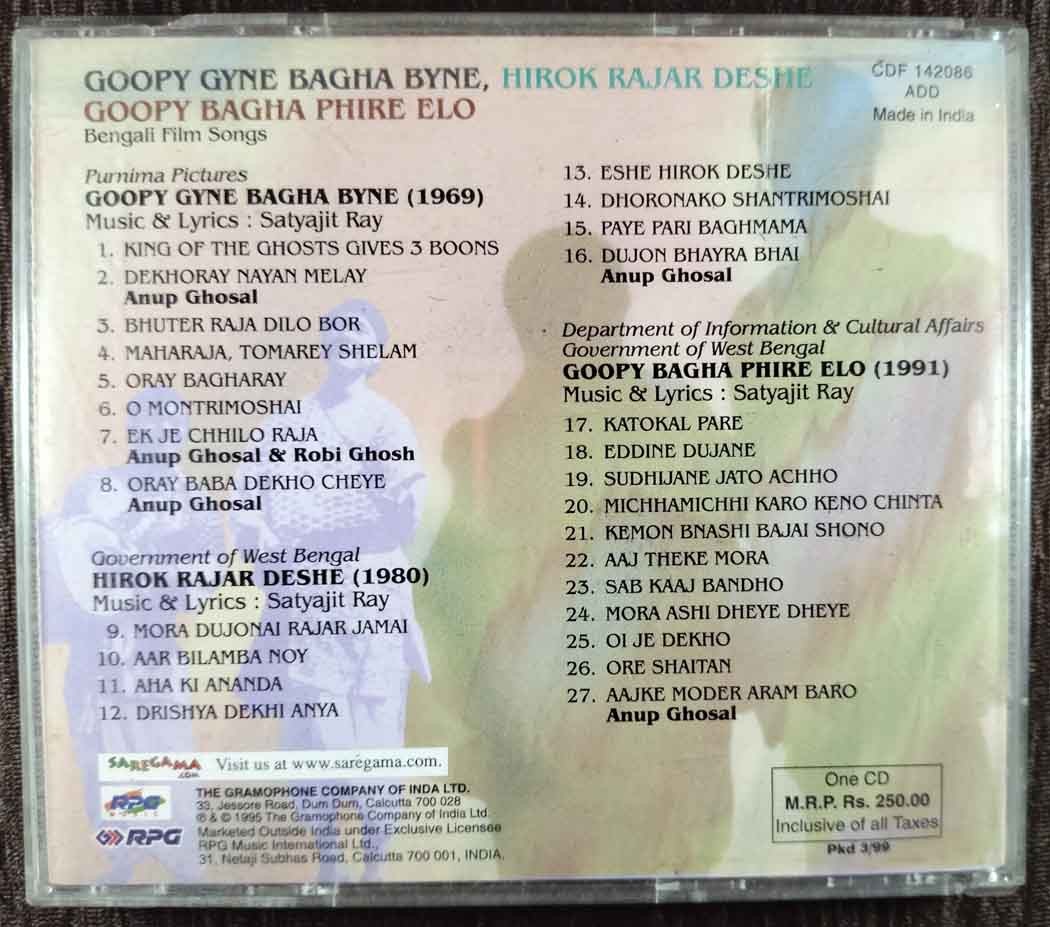 GOOPY GYNE BAGHA BYNE, HIROK RAJAR DESHE
GOOPY BAGHA PHIRE ELO
Bengali Film Songs
CDF 142086
ADD
Made in India
Purnima Pictures
GOOPY GYNE BAGHA BYNE (1969)
Music & Lyrics : Satyajit Ray
1. KING OF THE GHOSTS GIVES 3 BOONS
2. DEKHORAY NAYAN MELAY
Anup Ghosal
3. BHUTER RAJA DILO BOR
4. MAHARAJA, TOMAREY SHELAM
5. ORAY BAGHARAY
6. O MONTRIMOSHAI
7. EK JE CHHILO RAJA
Anup Ghosal & Robi Ghosh
8. ORAY BABA DEKHO CHEYE
Anup Ghosal
Government of West Bengal
HIROK RAJAR DESHE (1980)
Music & Lyrics : Satyajit Ray
9. MORA DUJONAI RAJAR JAMAI
10. AAR BILAMBA NOY
11. AHA KI ANANDA
12. DRISHYA DEKHI ANYA
13. ESHE HIROK DESHE
14. DHORONAKO SHANTRIMOSHAI
15. PAYE PARI BAGHMAMA
16. DUJON BHAYRA BHAI
Anup Ghosal
Department of Information & Cultural Affairs
Government of West Bengal
GOOPY BAGHA PHIRE ELO (1991)
Music & Lyrics : Satyajit Ray
17. KATOKAL PARE
18. EDDINE DUJANE
19. SUDHIJANE JATO ACHHO
20. MICHHAMICHHI KARO KENO CHINTA
21. KEMON BNASHI BAJAI SHONO
22. AAJ THEKE MORA
23. SAB KAAJ BANDHO
24. MORA ASHI DHEYE DHEYE
25. OI JE DEKHO
26. ORE SHAITAN
27. AAJKE MODER ARAM BARO
Anup Ghosal
SAREGAMA.COM Visit us at www.saregama.com.
RPG MUSIC
RPG
THE GRAMOPHONE COMPANY OF INDA LTD.
33, Jessore Road, Dum Dum, Calcutta 700 028
℗ & © 1995 The Gramophone Company of India Ltd.
Marketed Outside India under Exclusive Licensee
RPG Music International Ltd.,
31, Netaji Subhas Road, Calcutta 700 001, INDIA.
One CD
M.R.P. Rs. 250.00
Inclusive of all Taxes
Pkd 3/99